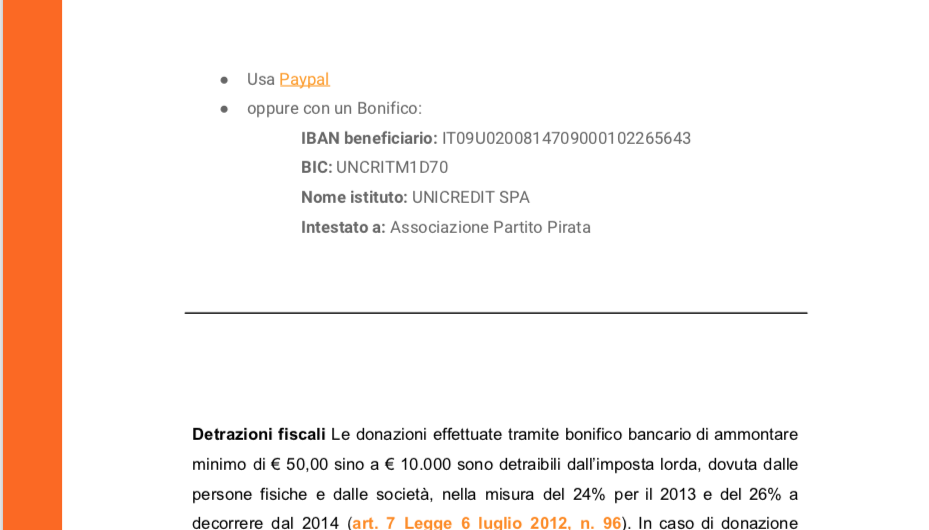 ● Usa Paypal
● oppure con un Bonifico:
IBAN beneficiario: IT09U0200814709000102265643
BIC: UNCRITM1D70
Nome istituto: UNICREDIT SPA
Intestato a: Associazione Partito Pirata
Detrazioni fiscali Le donazioni effettuate tramite bonifico bancario di ammontare
minimo di € 50,00 sino a € 10.000 sono detraibili dall'imposta lorda, dovuta dalle
persone fisiche e dalle società, nella misura del 24% per il 2013 e del 26% a
decorrere dal 2014 (art. 7 Legge 6 luglio 2012, n. 96). In caso di donazione